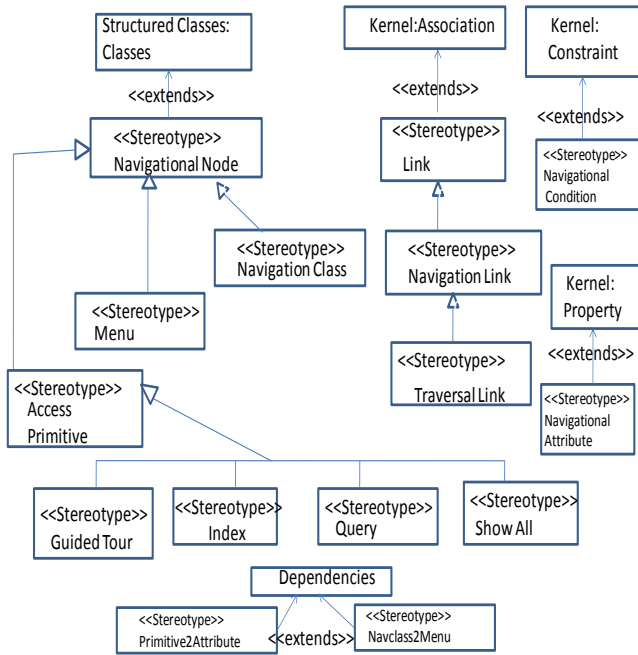 Structured Classes:
Classes
Kernel:Association
Kernel:
Constraint
<<extends>>
<<extends>>
<<extends>>
<<Stereotype>>
Navigational Node
<<Stereotype>>
Link
<<Stereotype>>
Navigational
Condition
<<Stereotype>>
Navigation Class
<<Stereotype>>
Navigation Link
Kernel:
Property
<<Stereotype>>
Menu
<<extends>>
<<Stereotype>>
Access
Primitive
<<Stereotype>>
Traversal Link
<<Stereotype>>
Navigational
Attribute
<<Stereotype>>
Guided Tour
<<Stereotype>>
Index
<<Stereotype>>
Query
<<Stereotype>>
Show All
Dependencies
<<Stereotype>>
Primitive2Attribute
<<extends>>
<<Stereotype>>
Navclass2Menu